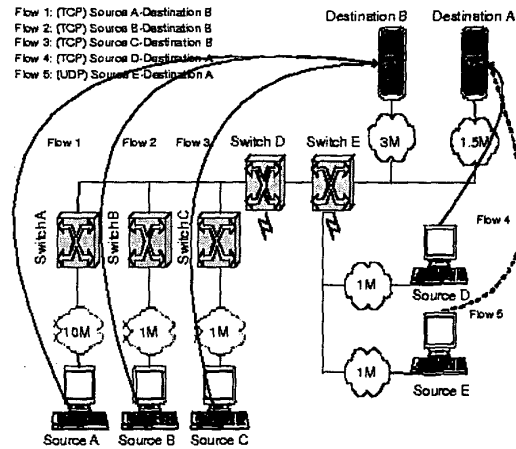 Flow 1: (TCP) Source A-Destination B
Flow 2: (TCP) Source B-Destination B
Flow 3: (TCP) Source C-Destination B
Flow 4: (TCP) Source D-Destination A
Flow 5: (UDP) Source E-Destination A
Destination B
Destination A
Flow 1
Flow 2
Flow 3
Switch D
Switch E
3M
1.5M
Switch A
Switch B
Switch C
Flow 4
1M
Source D
Flow 5
10M
1M
1M
1M
Source E
Source A
Source B
Source C